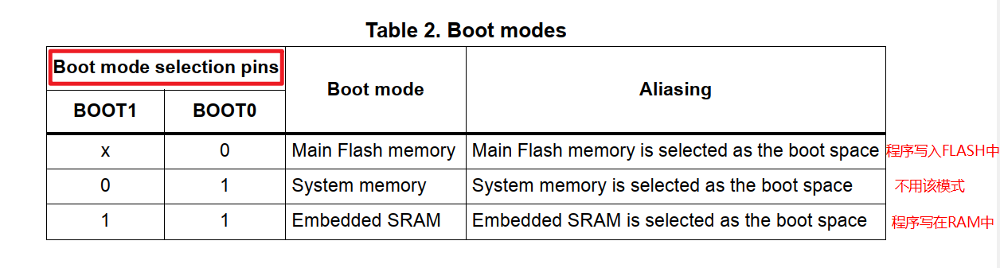 Table 2. Boot modes
Boot mode selection pins
Boot mode
Aliasing
BOOT1
BOOT0
x 0 Main Flash memory Main Flash memory is selected as the boot space 程序写入FLASH中
0 1 System memory System memory is selected as the boot space 不用该模式
1 1 Embedded SRAM Embedded SRAM is selected as the boot space 程序写在RAM中